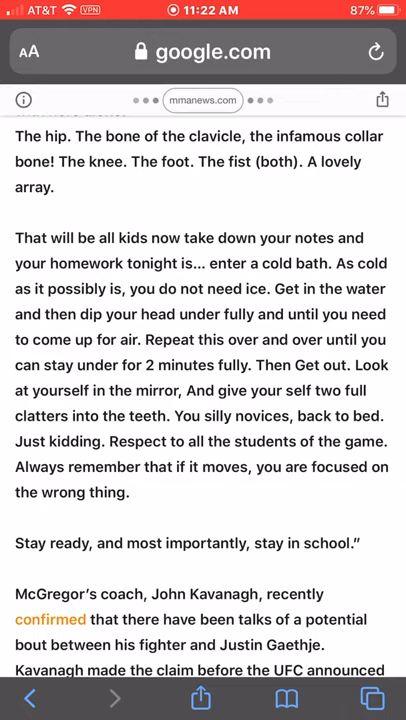 AT&T VPN 11:22 AM 87%
AA google.com
mmanews.com
The hip. The bone of the clavicle, the infamous collar
bone! The knee. The foot. The fist (both). A lovely
array.
That will be all kids now take down your notes and
your homework tonight is... enter a cold bath. As cold
as it possibly is, you do not need ice. Get in the water
and then dip your head under fully and until you need
to come up for air. Repeat this over and over until you
can stay under for 2 minutes fully. Then Get out. Look
at yourself in the mirror, And give your self two full
clatters into the teeth. You silly novices, back to bed.
Just kidding. Respect to all the students of the game.
Always remember that if it moves, you are focused on
the wrong thing.
Stay ready, and most importantly, stay in school.”
McGregor’s coach, John Kavanagh, recently
confirmed that there have been talks of a potential
bout between his fighter and Justin Gaethje.
Kavanagh made the claim before the UFC announced